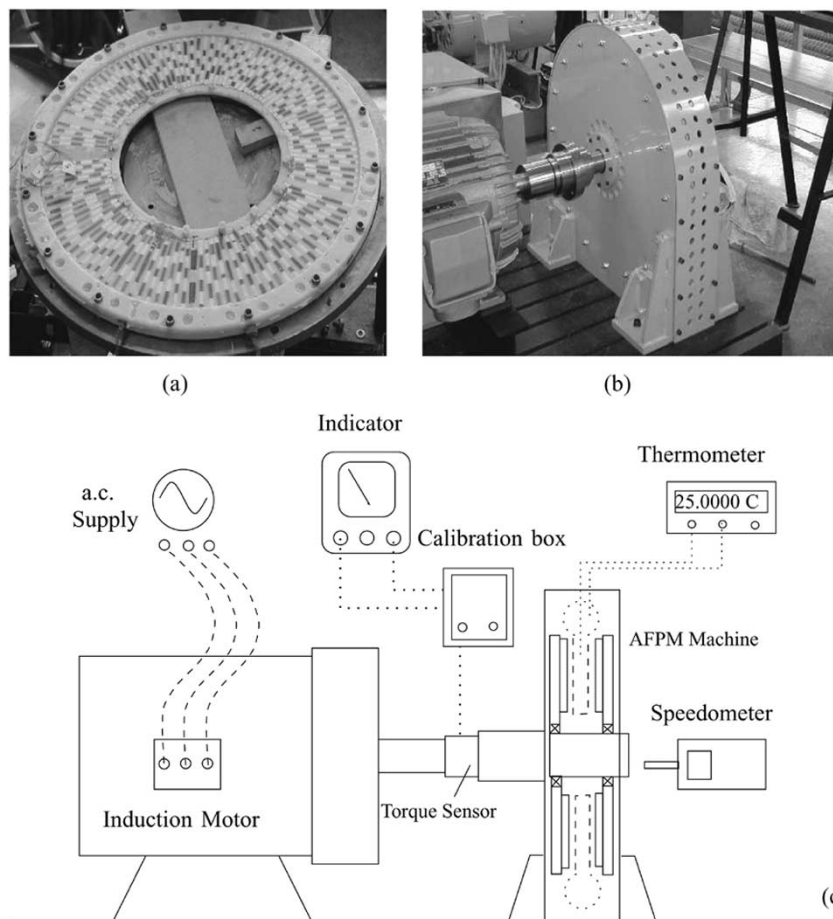 (a)
(b)
Indicator
Thermometer
a.c.
Supply
25.0000 C
Calibration box
AFPM Machine
Speedometer
Torque Sensor
Induction Motor
(c